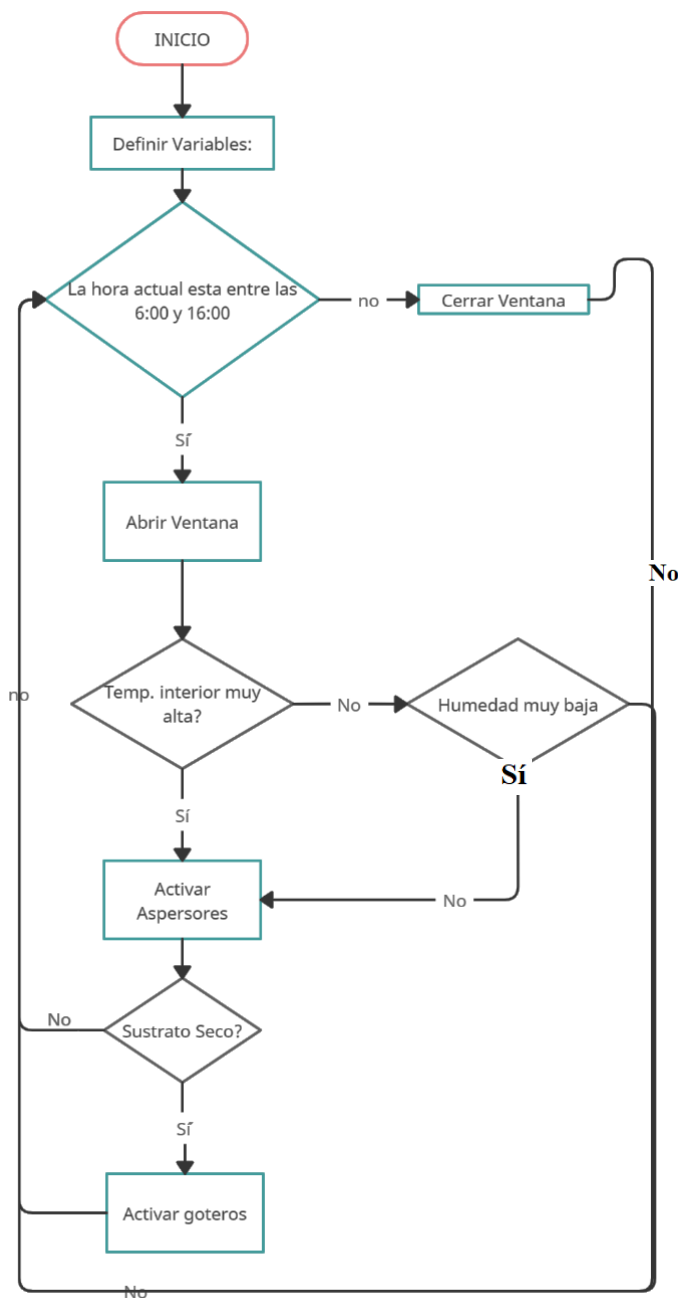 INICIO
Definir Variables:
La hora actual esta entre las
6:00 y 16:00
no
Cerrar Ventana
Sí
Abrir Ventana
No
no
Temp. interior muy
alta?
No
Humedad muy baja
Sí
Sí
Activar
Aspersores
No
No
Sustrato Seco?
Sí
Activar goteros
No